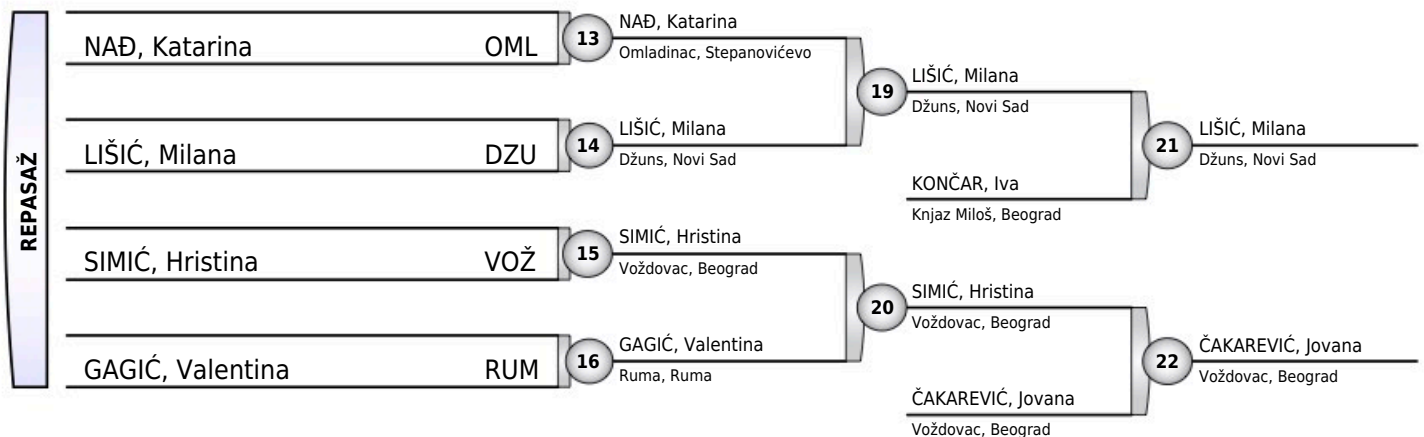 REPASAŽ
NAĐ, Katarina OML
13
NAĐ, Katarina
Omladinac, Stepanovićevo
LIŠIĆ, Milana DZU
14
LIŠIĆ, Milana
Džuns, Novi Sad
19
LIŠIĆ, Milana
Džuns, Novi Sad
KONČAR, Iva
Knjaz Miloš, Beograd
21
LIŠIĆ, Milana
Džuns, Novi Sad
SIMIĆ, Hristina VOŽ
15
SIMIĆ, Hristina
Voždovac, Beograd
GAGIĆ, Valentina RUM
16
GAGIĆ, Valentina
Ruma, Ruma
20
SIMIĆ, Hristina
Voždovac, Beograd
ČAKAREVIĆ, Jovana
Voždovac, Beograd
22
ČAKAREVIĆ, Jovana
Voždovac, Beograd